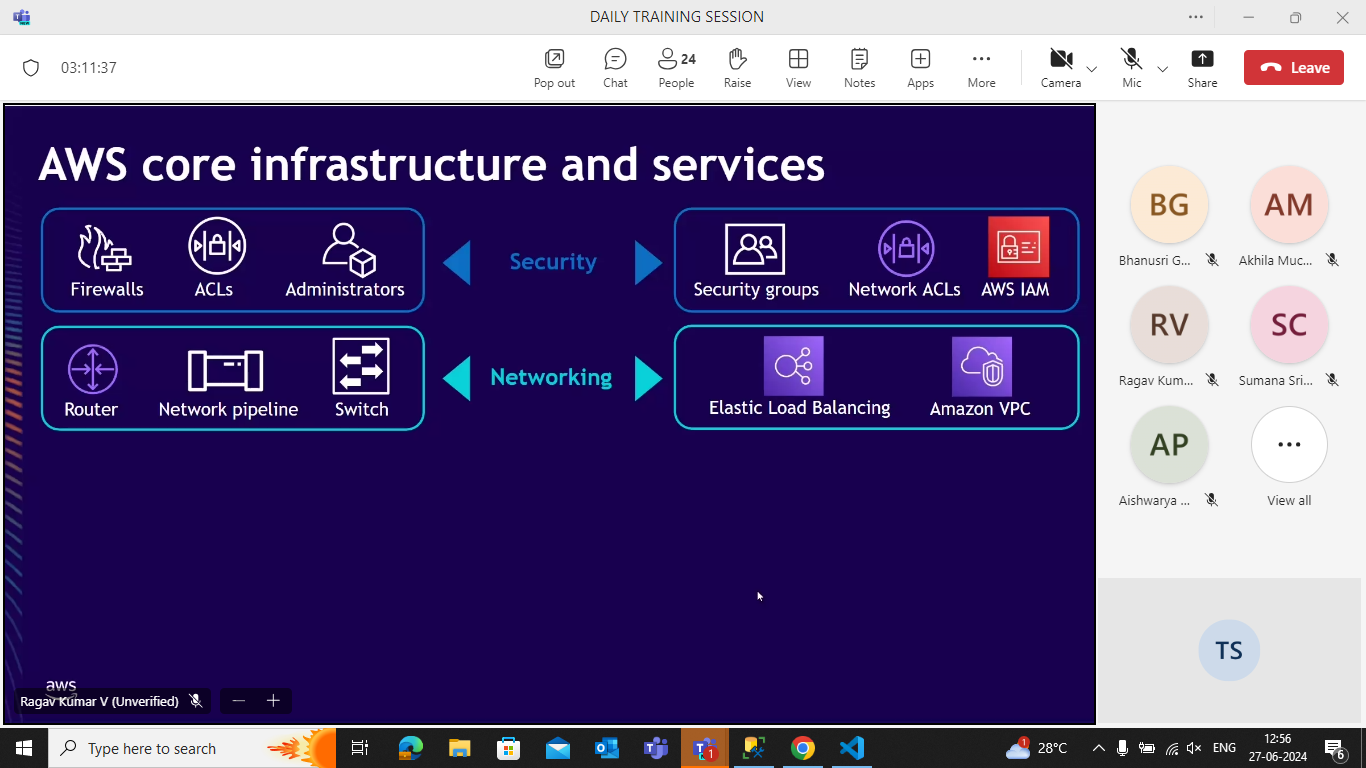 DAILY TRAINING SESSION
03:11:37
Pop out
Chat
24
People
Raise
View
Notes
Apps
More
Camera
Mic
Share
Leave
AWS core infrastructure and services
Firewalls
ACLs
Administrators
Security
Security groups
Network ACLs
AWS IAM
Router
Network pipeline
Switch
Networking
Elastic Load Balancing
Amazon VPC
aws
Ragav Kumar V (Unverified)
BG
Bhanusri G...
AM
Akhila Muc...
RV
Ragav Kum...
SC
Sumana Sri...
AP
Aishwarya ...
View all
TS
Type here to search
1
1
28°C
ENG
12:56
27-06-2024
6